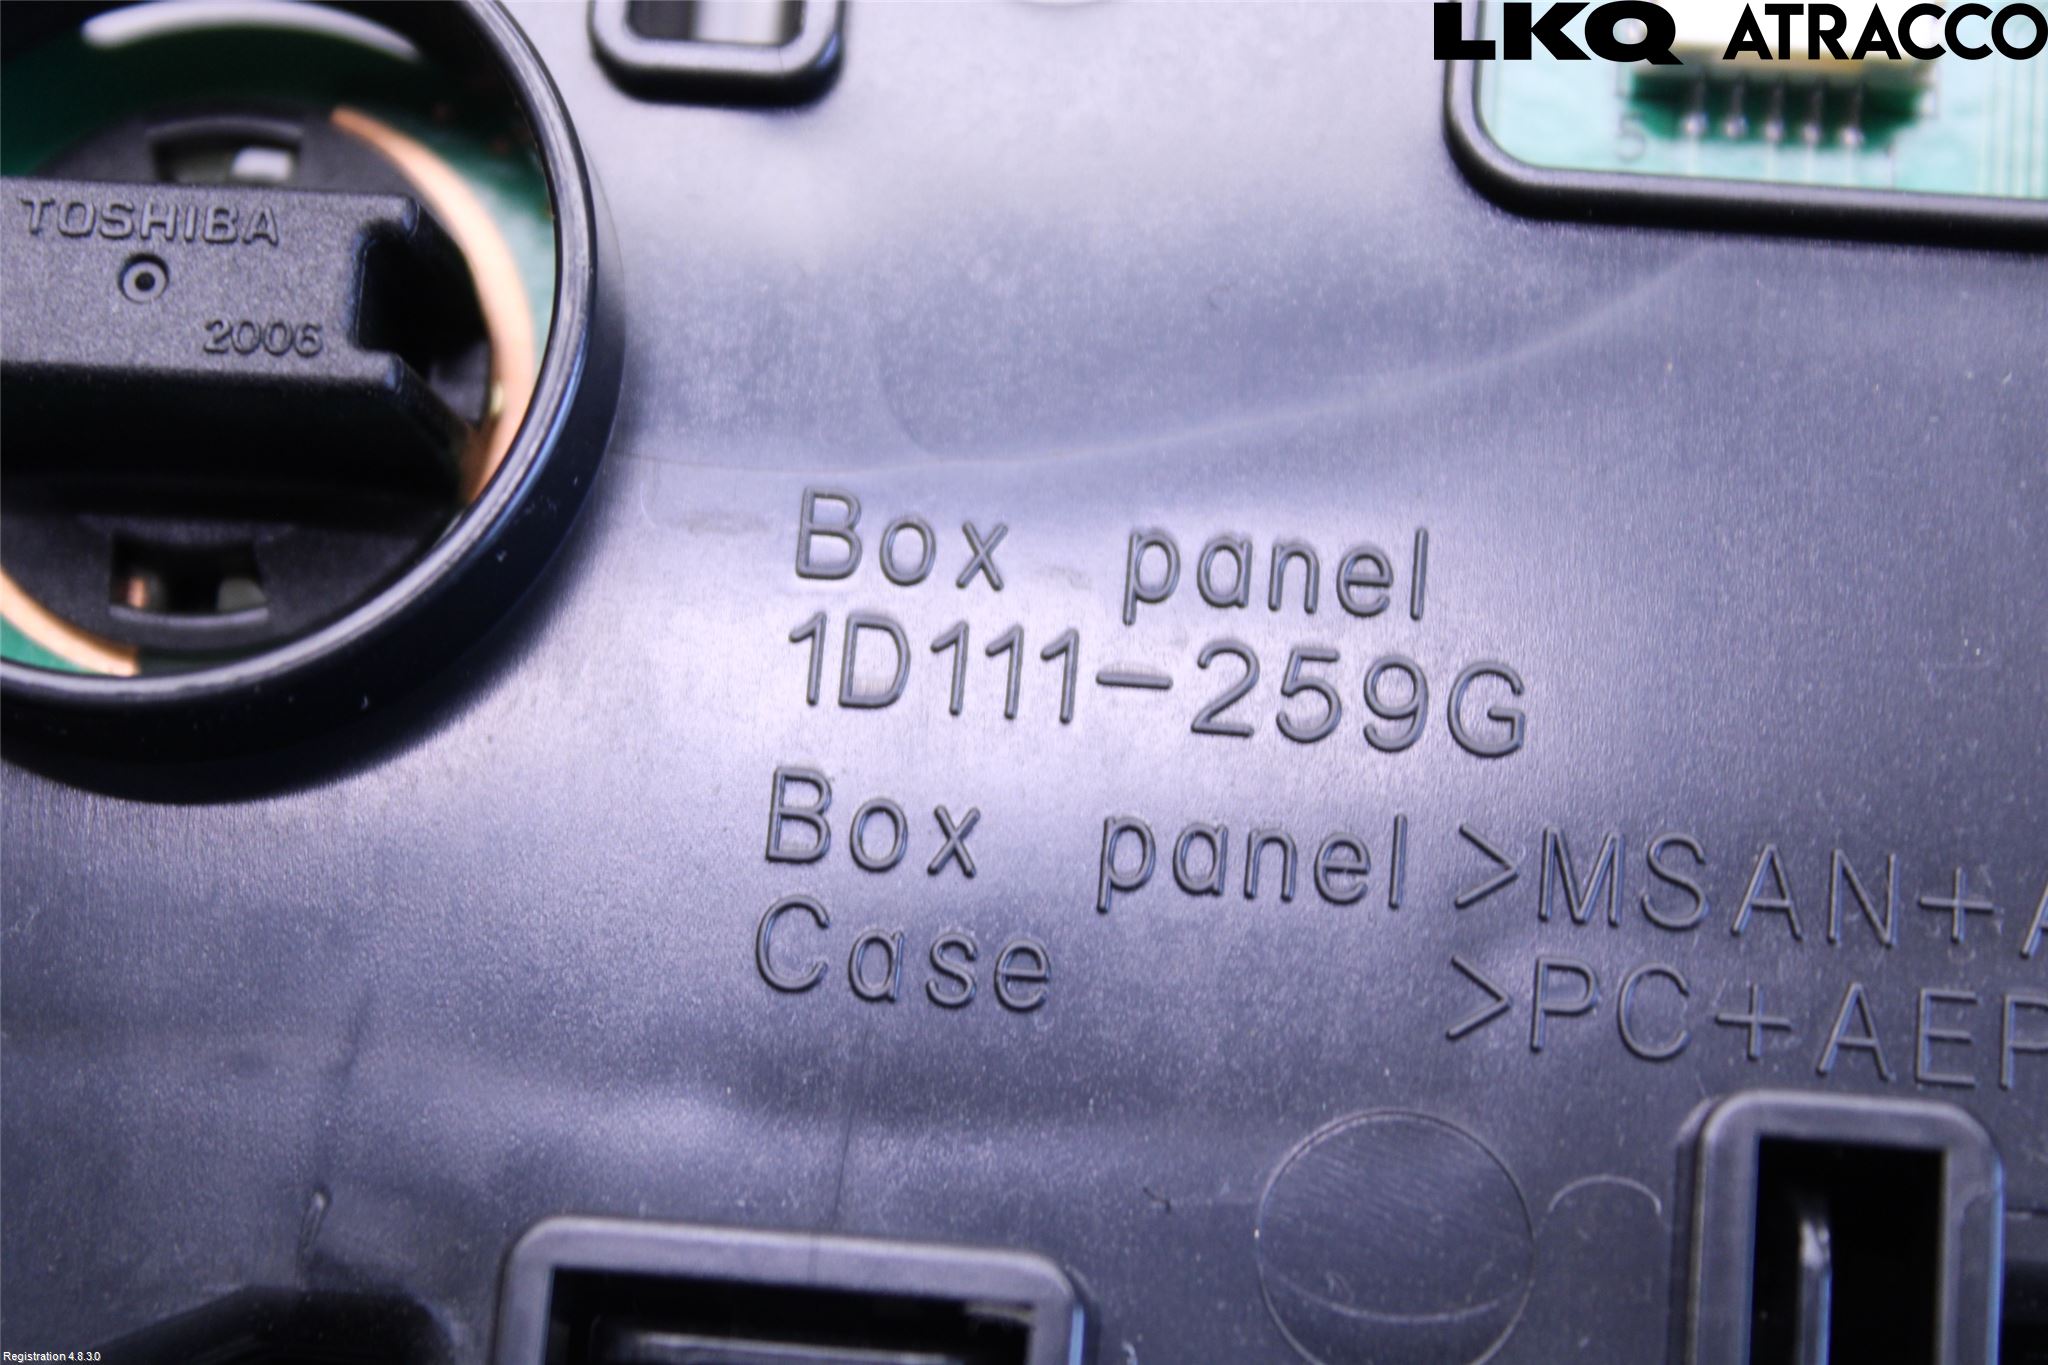 LKQ ATRACCO
TOSHIBA
2006
Box panel
1D111-259G
Box panel >MSAN+A
Case >PC+AEP
5
Registration 4.8.3.0